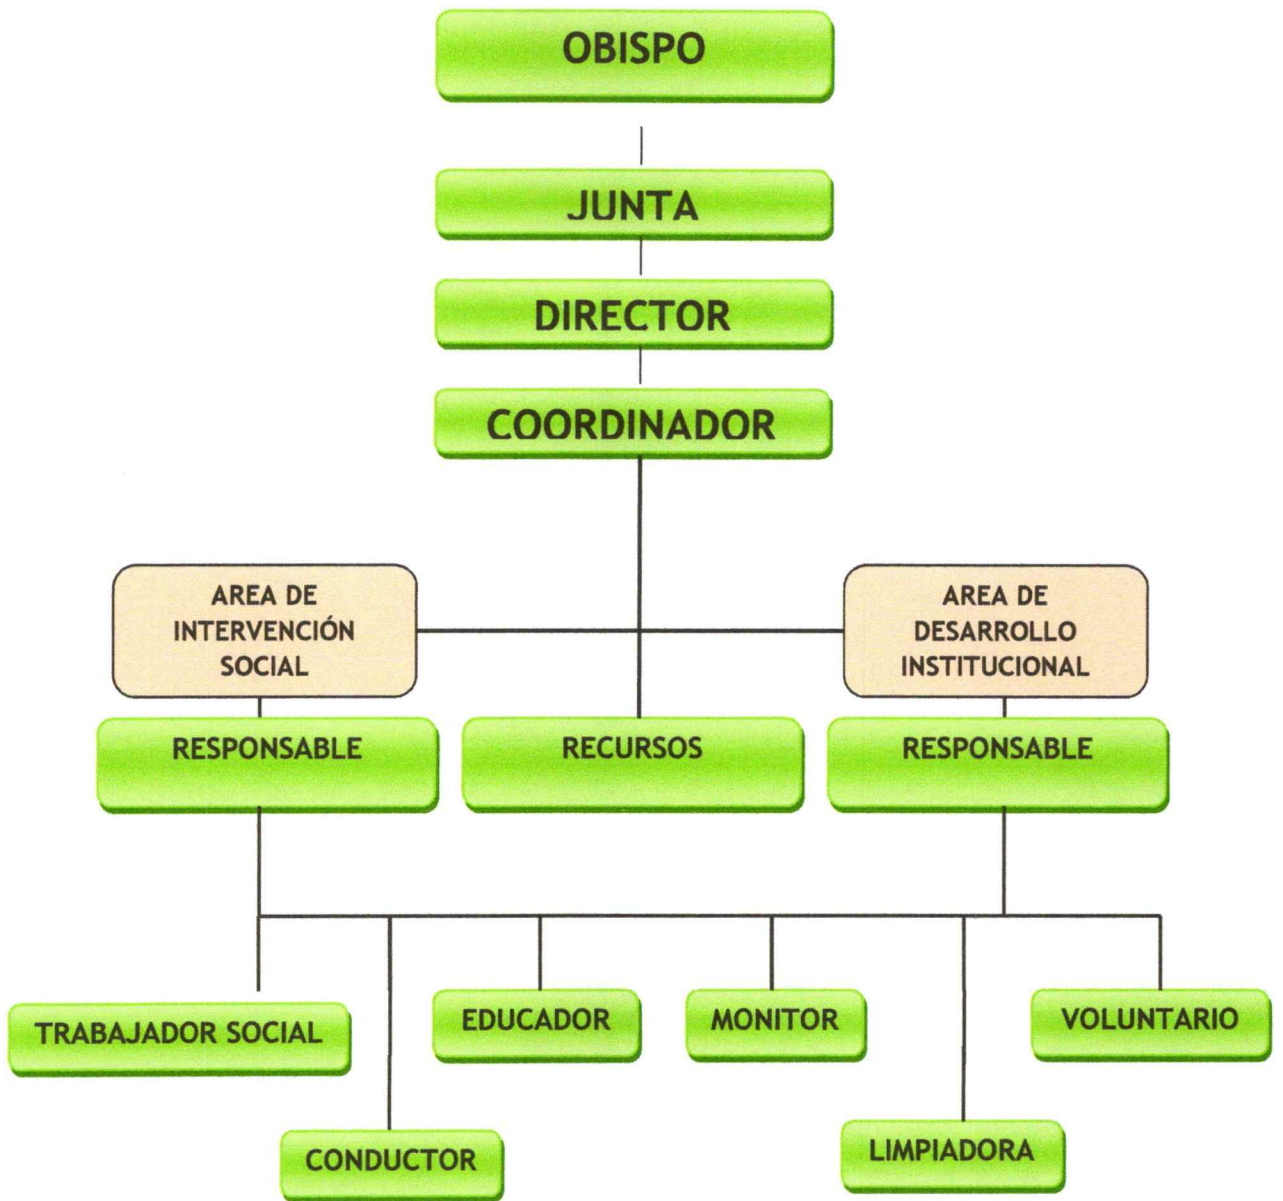 OBISPO
JUNTA
DIRECTOR
COORDINADOR
AREA DE
INTERVENCIÓN
SOCIAL
AREA DE
DESARROLLO
INSTITUCIONAL
RESPONSABLE
RECURSOS
RESPONSABLE
TRABAJADOR SOCIAL
EDUCADOR
MONITOR
VOLUNTARIO
CONDUCTOR
LIMPIADORA